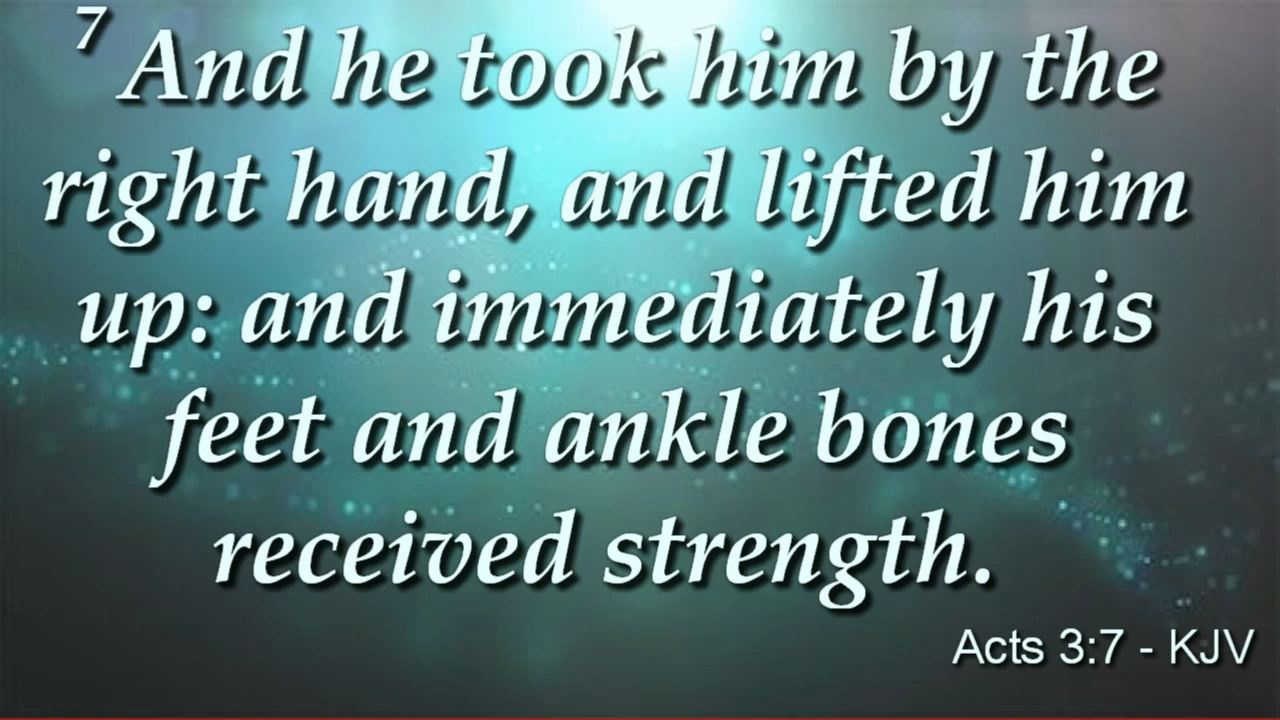 7 And he took him by the
right hand, and lifted him
up: and immediately his
feet and ankle bones
received strength.
Acts 3:7 - KJV